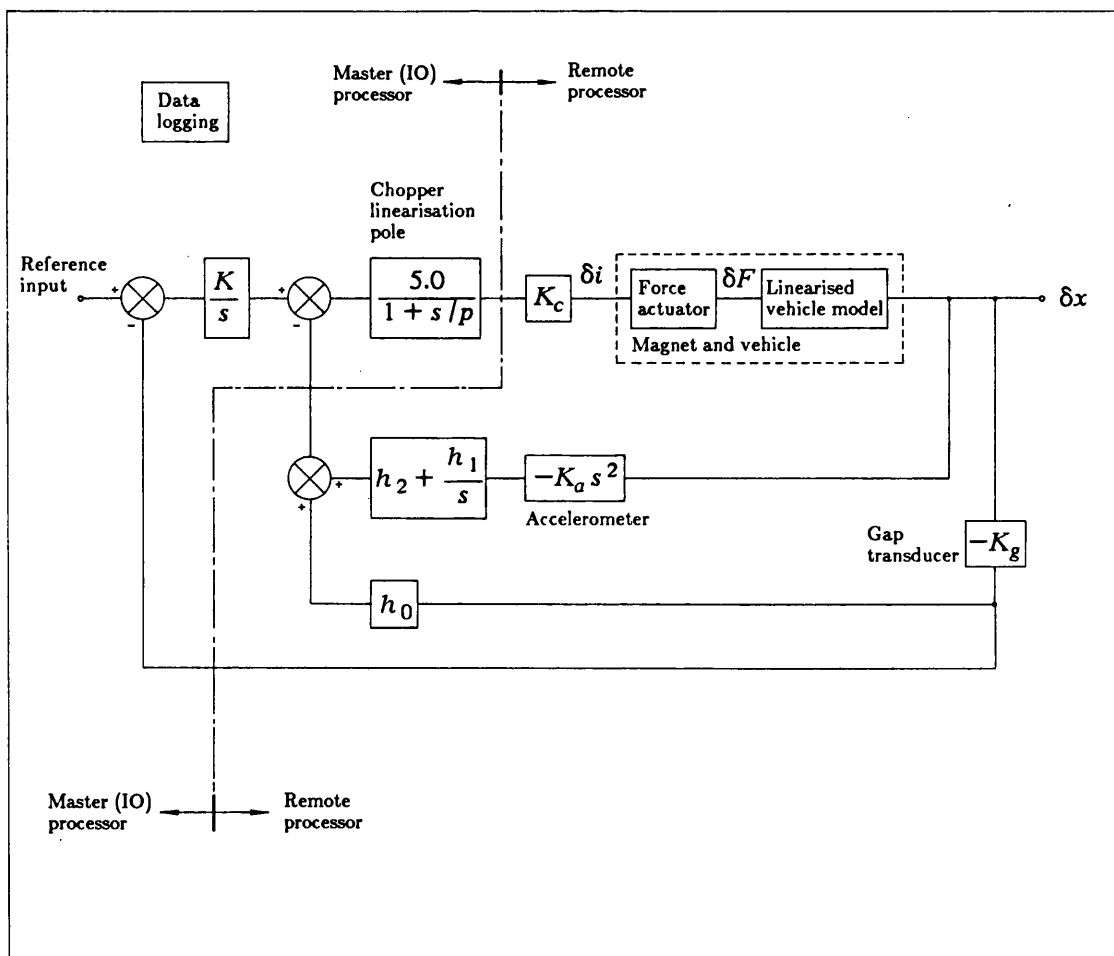 Master (IO)
processor
Remote
processor
Data
logging
Chopper
linearisation
pole
Reference
input
+
-
K
s
+
-
5.0
1 + s/p
K_c
δi
Force
actuator
δF
Linearised
vehicle model
Magnet and vehicle
δx
+
+
h_2 + h_1
s
-K_a s^2
Accelerometer
Gap
transducer
-K_g
h_0
Master (IO)
processor
Remote
processor